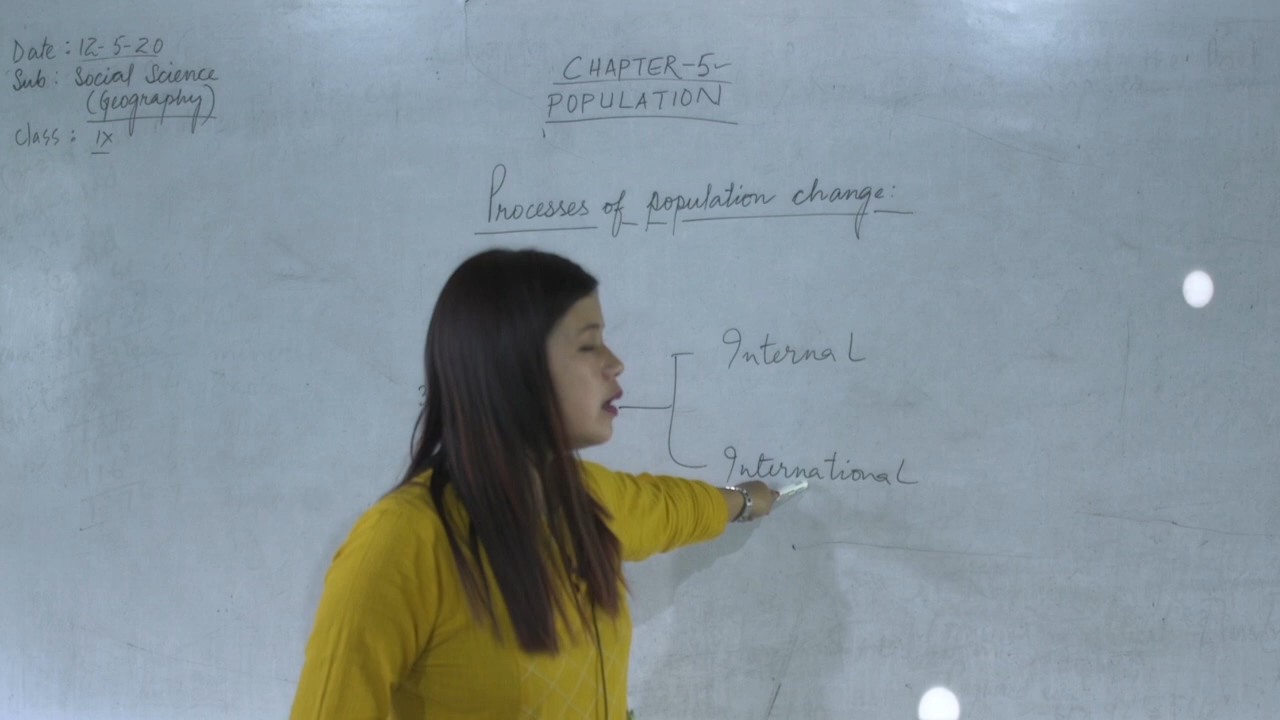 Date : 12-5-20
Sub : Social Science
(Geography)
Class : IX
CHAPTER-5
POPULATION
Processes of population change:
Internal
International